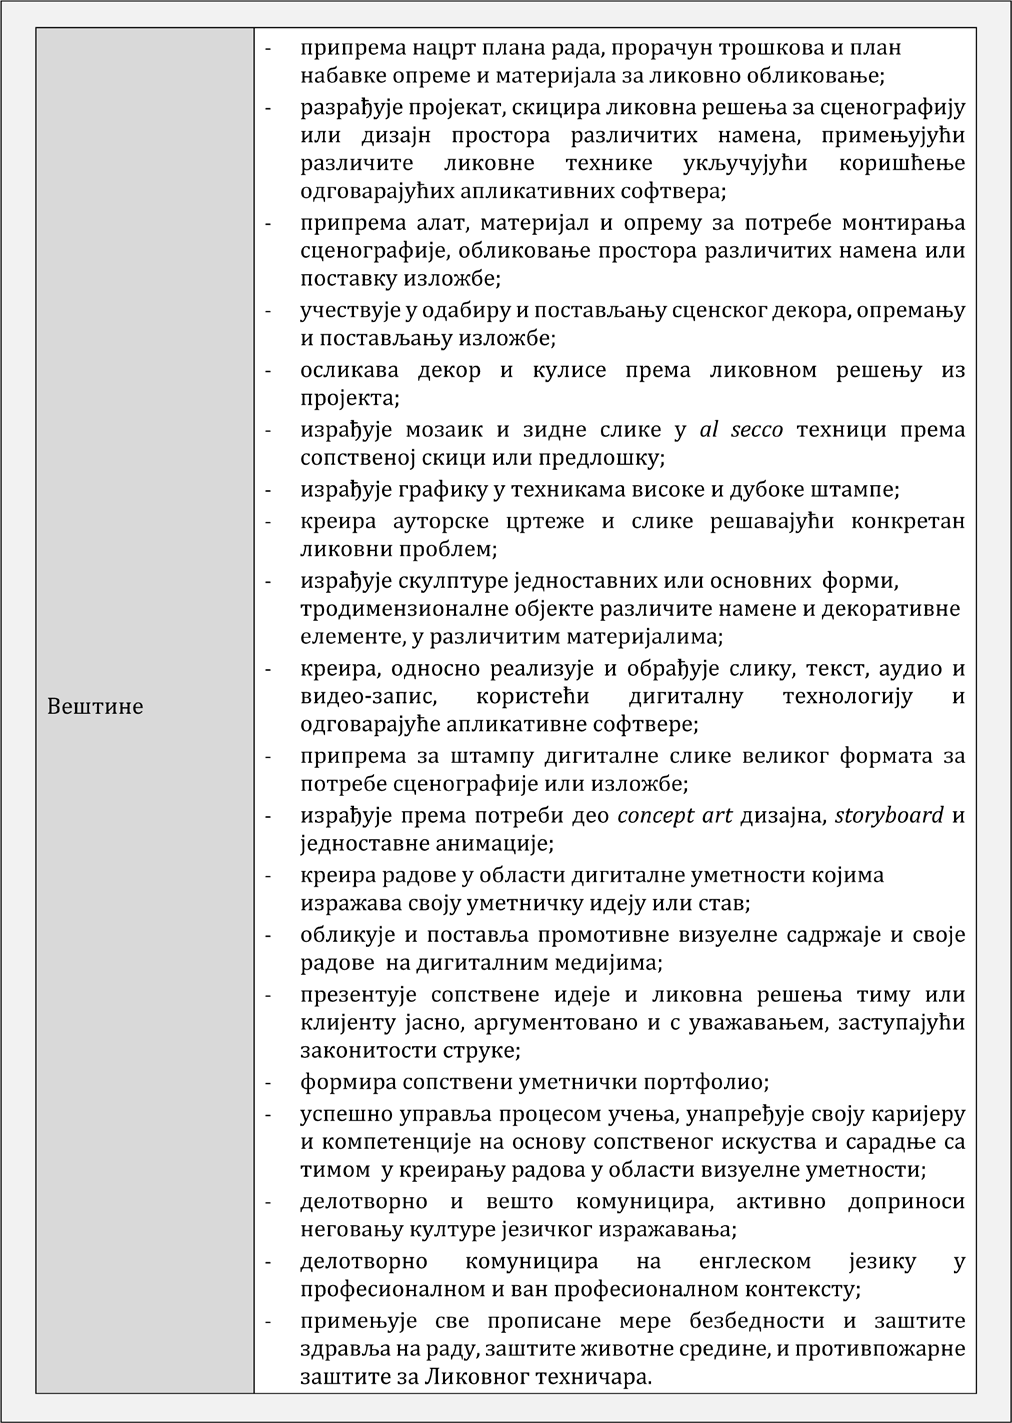 Вештине
- припрема нацрт плана рада, прорачун трошкова и план
набавке опреме и материјала за ликовно обликовање;
- разрађује пројекат, скицира ликовна решења за сценографију
или дизајн простора различитих намена, примењујући
различите ликовне технике укључујући коришћење
одговарајућих апликативних софтвера;
- припрема алат, материјал и опрему за потребе монтирања
сценографије, обликовање простора различитих намена или
поставку изложбе;
- учествује у одабиру и постављању сценског декора, опремању
и постављању изложбе;
- осликава декор и кулисе према ликовном решењу из
пројекта;
- израђује мозаик и зидне слике у al secco техници према
сопственој скици или предлошку;
- израђује графику у техникама високе и дубоке штампе;
- креира ауторске цртеже и слике решавајући конкретан
ликовни проблем;
- израђује скулптуре једноставних или основних форми,
тродимензионалне објекте различите намене и декоративне
елементе, у различитим материјалима;
- креира, односно реализује и обрађује слику, текст, аудио и
видео-запис, користећи дигиталну технологију и
одговарајуће апликативне софтвере;
- припрема за штампу дигиталне слике великог формата за
потребе сценографије или изложбе;
- израђује према потреби део concept art дизајна, storyboard и
једноставне анимације;
- креира радове у области дигиталне уметности којима
изражава своју уметничку идеју или став;
- обликује и поставља промотивне визуелне садржаје и своје
радове на дигиталним медијима;
- презентује сопствене идеје и ликовна решења тиму или
клијенту јасно, аргументовано и с уважавањем, заступајући
законитости струке;
- формира сопствени уметнички портфолио;
- успешно управља процесом учења, унапређује своју каријеру
и компетенције на основу сопственог искуства и сарадње са
тимом у креирању радова у области визуелне уметности;
- делотворно и вешто комуницира, активно доприноси
неговању културе језичког изражавања;
- делотворно комуницира на енглеском језику у
професионалном и ван професионалном контексту;
- примењује све прописане мере безбедности и заштите
здравља на раду, заштите животне средине, и противпожарне
заштите за Ликовног техничара.